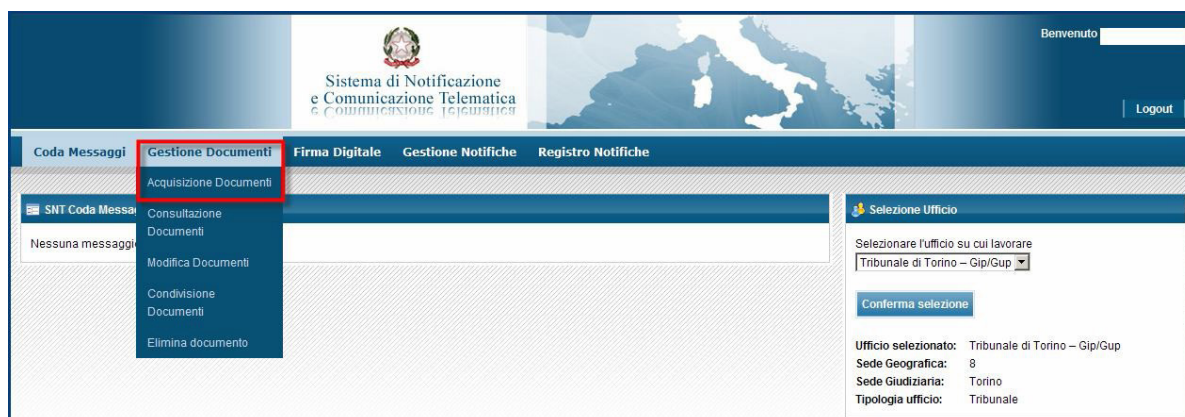 Benvenuto
Sistema di Notificazione
e Comunicazione Telematica
Logout
Coda Messaggi Gestione Documenti Firma Digitale Gestione Notifiche Registro Notifiche
Acquisizione Documenti
Consultazione
Documenti
Modifica Documenti
Condivisione
Documenti
Elimina documento
SNT Coda Messa
Nessuna messaggi
Selezione Ufficio
Selezionare l'ufficio su cui lavorare
Tribunale di Torino – Gip/Gup
Conferma selezione
Ufficio selezionato: Tribunale di Torino – Gip/Gup
Sede Geografica: 8
Sede Giudiziaria: Torino
Tipologia ufficio: Tribunale